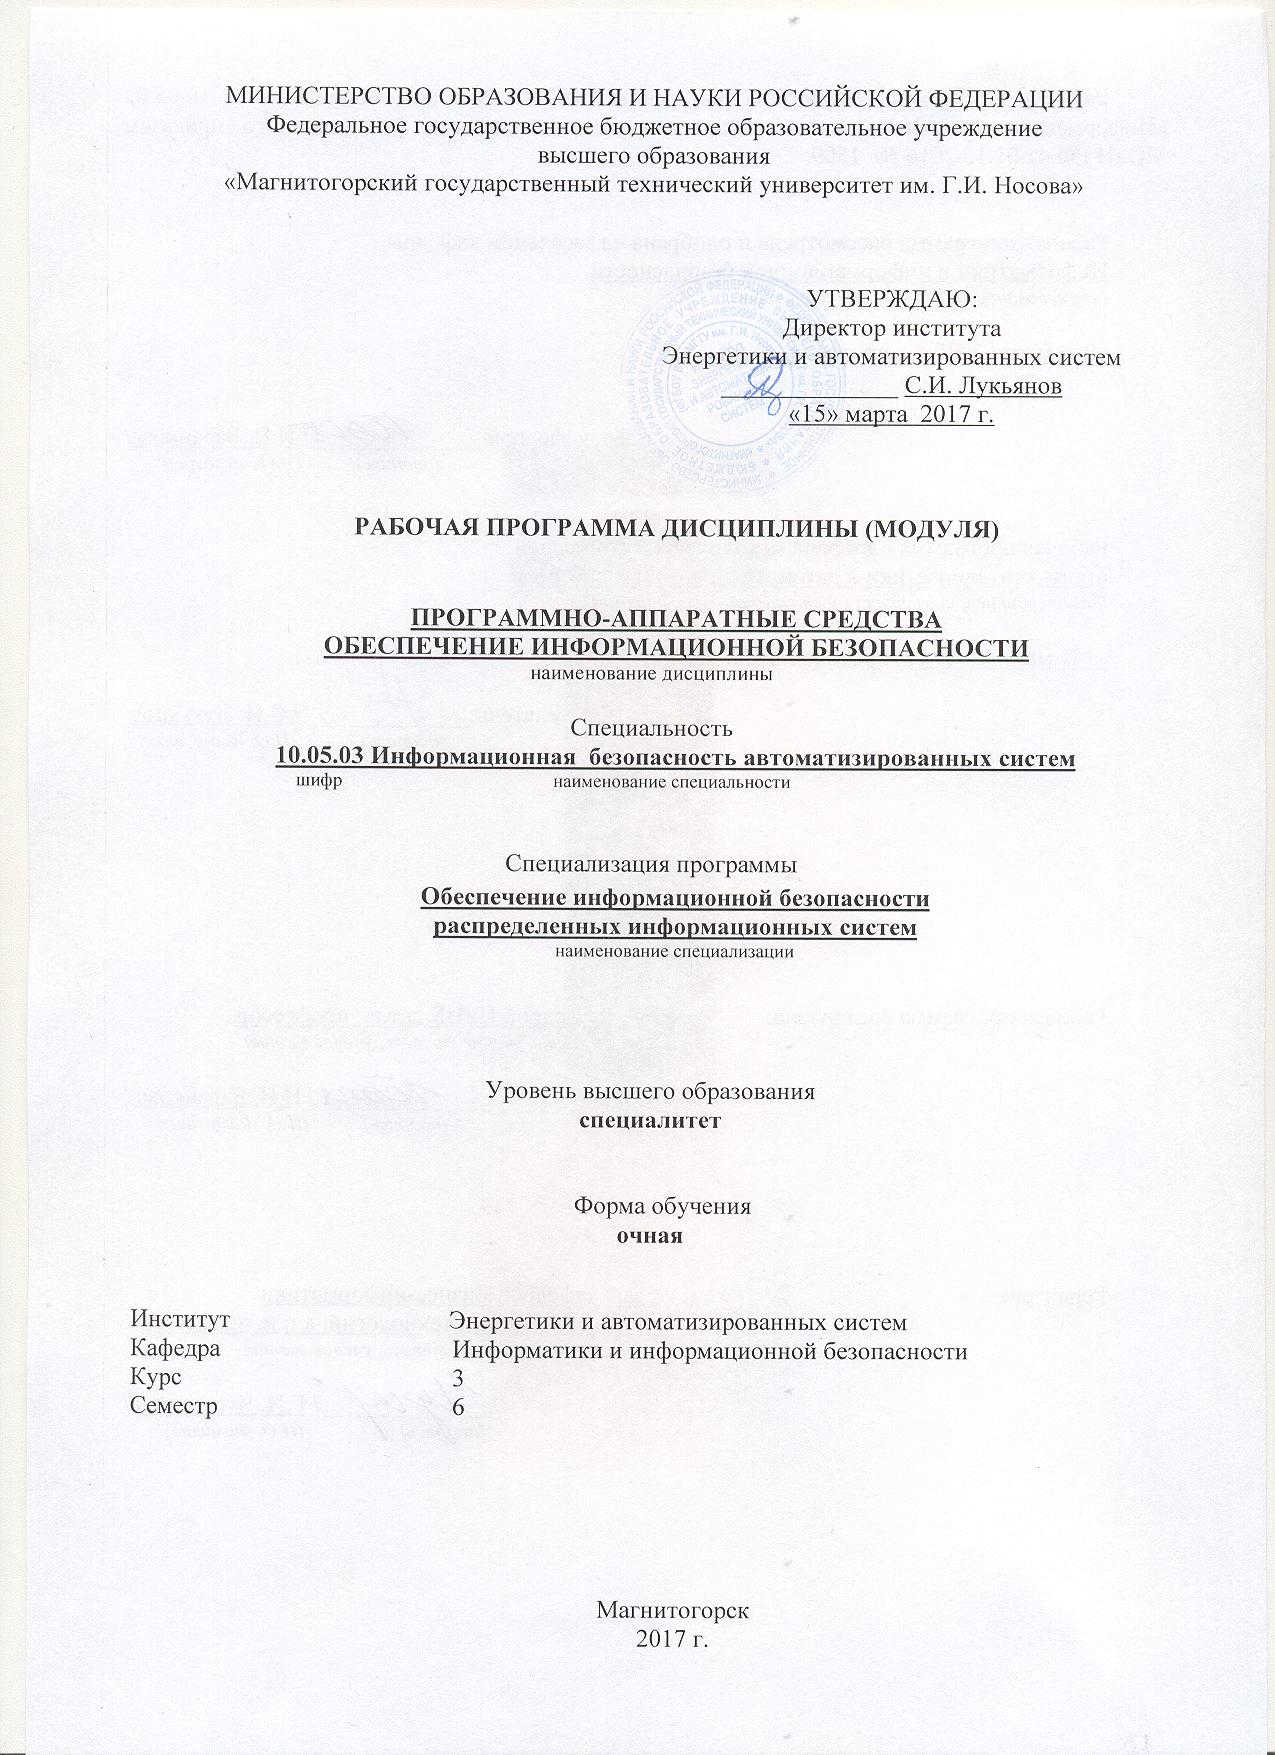 МИНИСТЕРСТВО ОБРАЗОВАНИЯ И НАУКИ РОССИЙСКОЙ ФЕДЕРАЦИИ
Федеральное государственное бюджетное образовательное учреждение
высшего образования
«Магнитогорский государственный технический университет им. Г.И. Носова»
УТВЕРЖДАЮ:
Директор института
Энергетики и автоматизированных систем
С.И. Лукьянов
«15» марта 2017 г.
РАБОЧАЯ ПРОГРАММА ДИСЦИПЛИНЫ (МОДУЛЯ)
ПРОГРАММНО-АППАРАТНЫЕ СРЕДСТВА
ОБЕСПЕЧЕНИЕ ИНФОРМАЦИОННОЙ БЕЗОПАСНОСТИ
наименование дисциплины
Специальность
10.05.03 Информационная безопасность автоматизированных систем
шифр наименование специальности
Специализация программы
Обеспечение информационной безопасности
распределенных информационных систем
наименование специализации
Уровень высшего образования
специалитет
Форма обучения
очная
Институт Энергетики и автоматизированных систем
Кафедра Информатики и информационной безопасности
Курс 3
Семестр 6
Магнитогорск
2017 г.